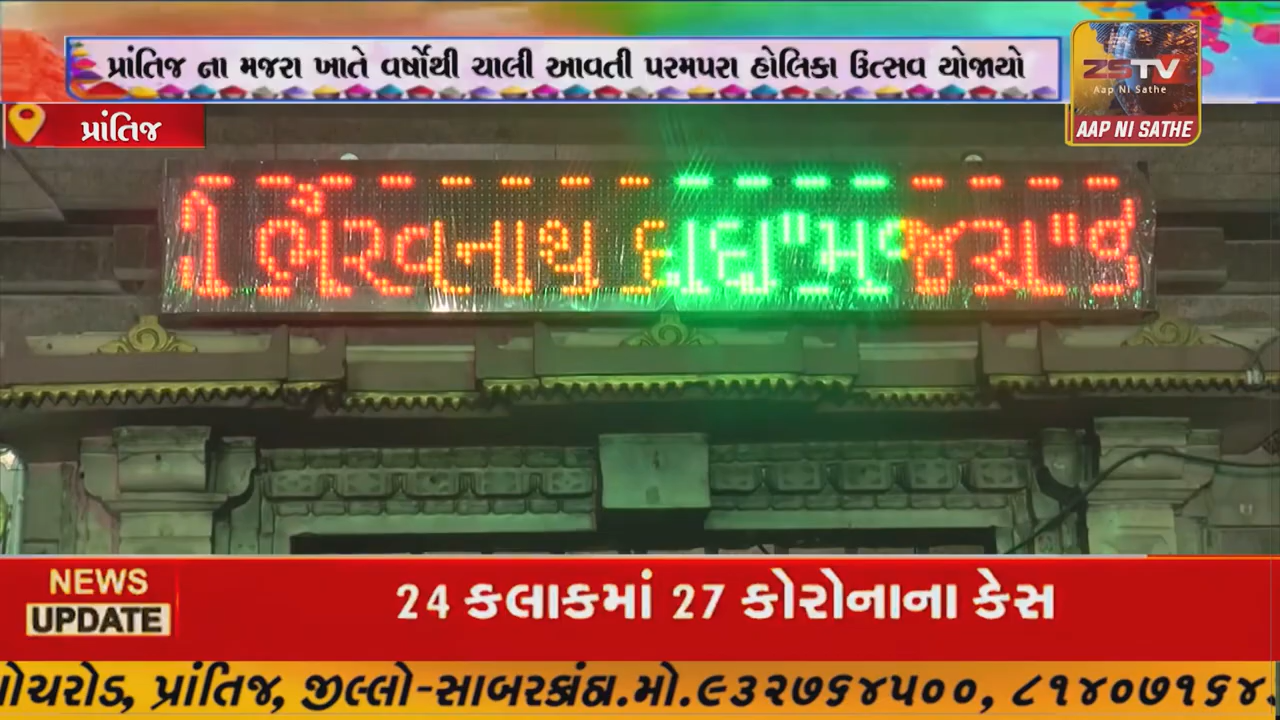 પ્રાંતિજ ના મજરા ખાતે વર્ષોથી ચાલી આવતી પરમપરા હોલિકા ઉત્સવ યોજાયો
ZSTV
Aap Ni Sathe
AAP NI SATHE
પ્રાંતિજ
ભૈરવનાથ દાદા "મજરા"
NEWS
UPDATE
24 કલાકમાં 27 કોરોનાના કેસ
પ્રાંતિજ, જીલ્લો-સાબરકાંઠા.મો.૯૩૨૭૬૪૫૦૦, ૮૧૪૦૭૧૬૪